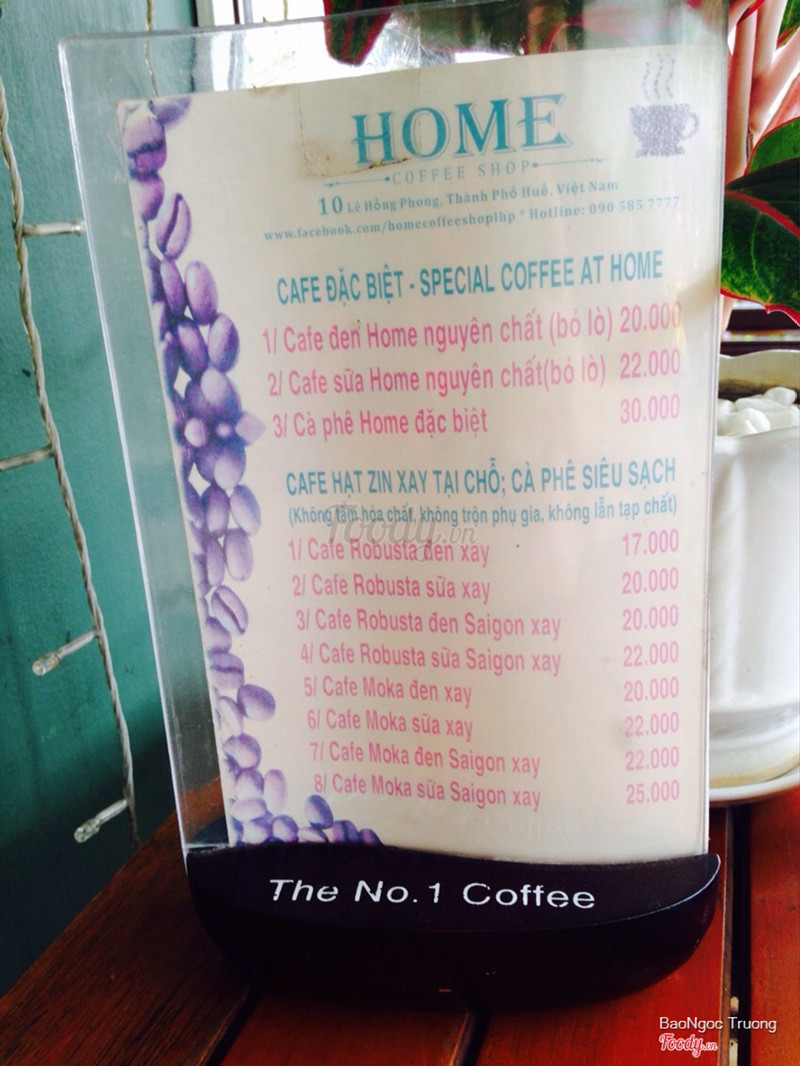 HOME
COFFEE SHOP
10 Lê Hồng Phong, Thành Phố Huế, Việt Nam
www.facebook.com/homecoffeeshoplhp * Hotline: 090 585 7777
CAFE ĐẶC BIỆT - SPECIAL COFFEE AT HOME
1/ Cafe đen Home nguyên chất (bỏ lò) 20.000
2/ Cafe sữa Home nguyên chất(bỏ lò) 22.000
3/ Cà phê Home đặc biệt 30.000
CAFE HẠT ZIN XAY TẠI CHỖ; CÀ PHÊ SIÊU SẠCH
(Không tẩm hóa chất, không trộn phụ gia, không lẫn tạp chất)
Foody.vn
1/ Cafe Robusta đen xay 17.000
2/ Cafe Robusta sữa xay 20.000
3/ Cafe Robusta đen Saigon xay 20.000
4/ Cafe Robusta sữa Saigon xay 22.000
5/ Cafe Moka đen xay 20.000
6/ Cafe Moka sữa xay 22.000
7/ Cafe Moka đen Saigon xay 22.000
8/ Cafe Moka sữa Saigon xay 25.000
The No.1 Coffee
BaoNgoc Truong
Foody.vn